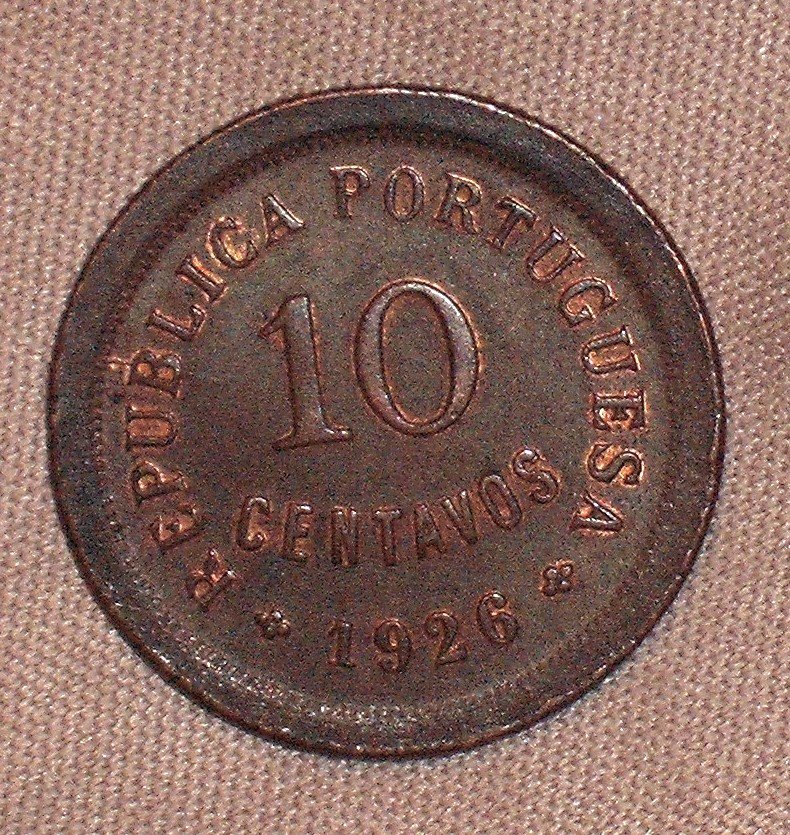 REPUBLICA PORTUGUESA
10
CENTAVOS
1926